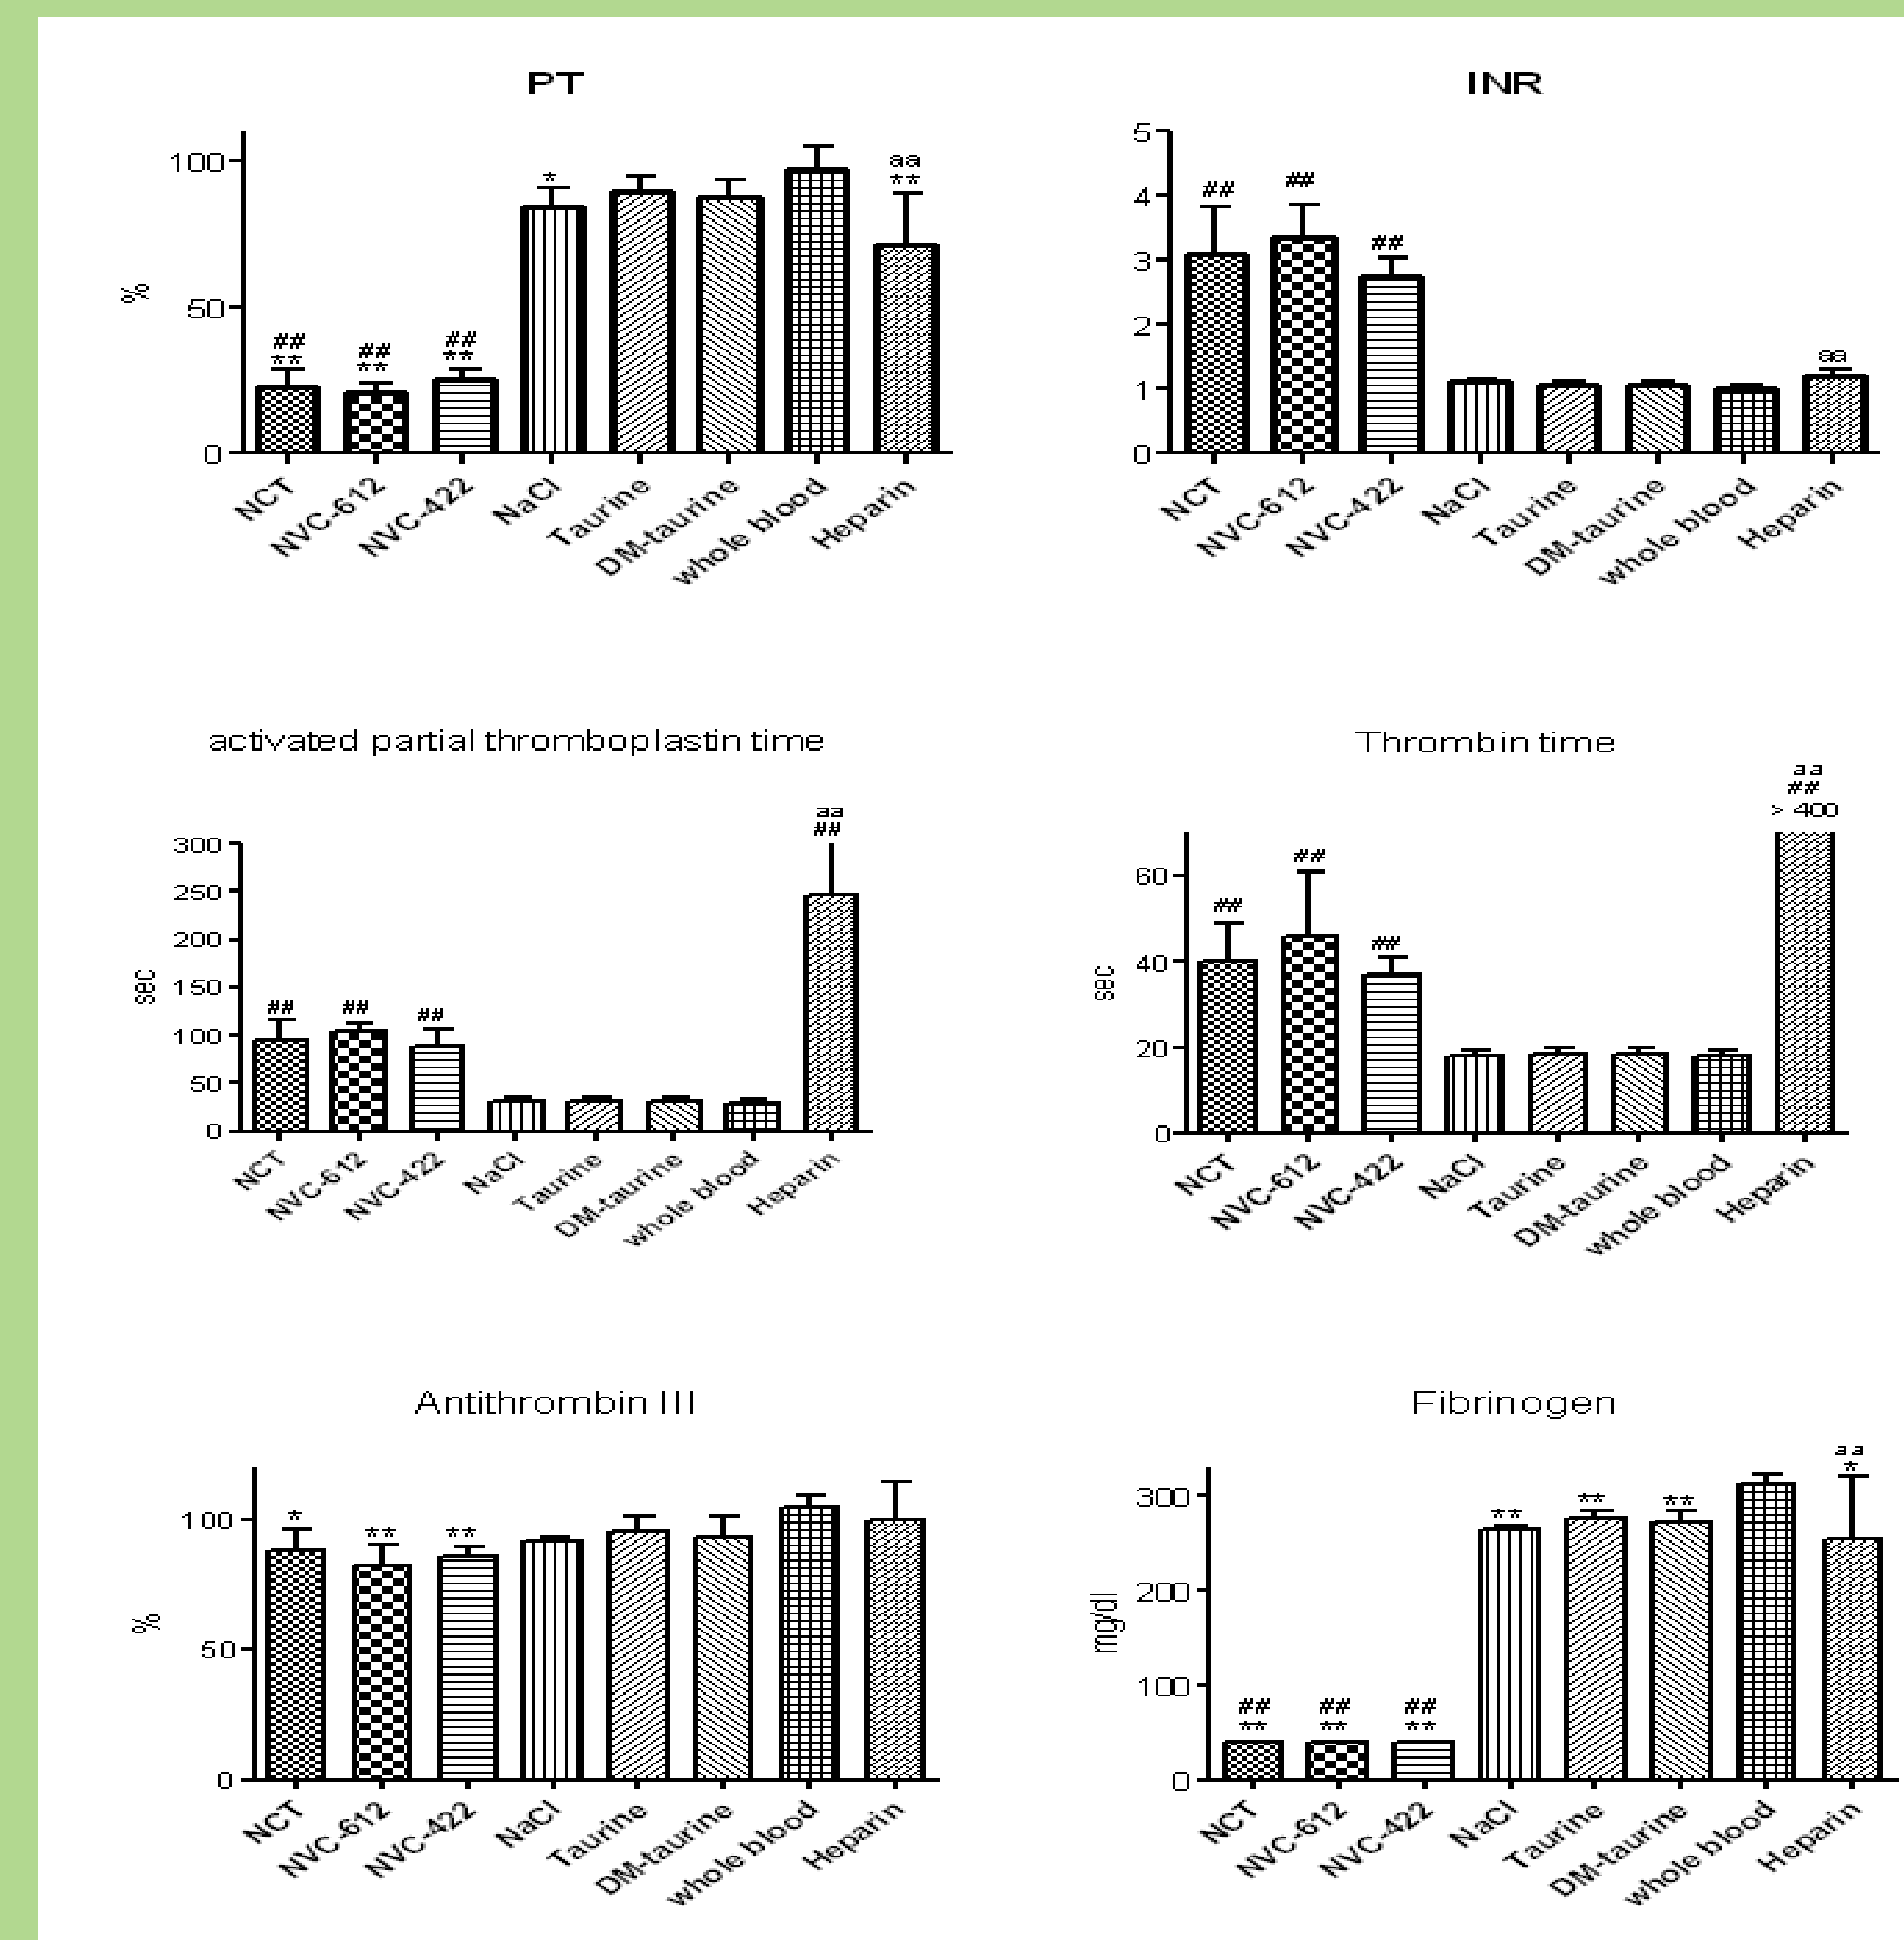 PT
100
50
0
%
##
**
##
**
##
**
*
aa
**
NCT
NVC-612
NVC-422
NaCl
Taurine
DM-taurine
whole blood
Heparin
INR
5
4
3
2
1
0
##
##
##
aa
NCT
NVC-612
NVC-422
NaCl
Taurine
DM-taurine
whole blood
Heparin
activated partial thromboplastin time
300
250
200
150
100
50
0
sec
##
##
##
aa
##
NCT
NVC-612
NVC-422
NaCl
Taurine
DM-taurine
whole blood
Heparin
Thrombin time
60
40
20
0
sec
##
##
##
aa
##
> 400
NCT
NVC-612
NVC-422
NaCl
Taurine
DM-taurine
whole blood
Heparin
Antithrombin III
100
50
0
%
*
**
**
NCT
NVC-612
NVC-422
NaCl
Taurine
DM-taurine
whole blood
Heparin
Fibrinogen
300
200
100
0
mg/dl
##
**
##
**
##
**
**
**
**
aa
*
NCT
NVC-612
NVC-422
NaCl
Taurine
DM-taurine
whole blood
Heparin